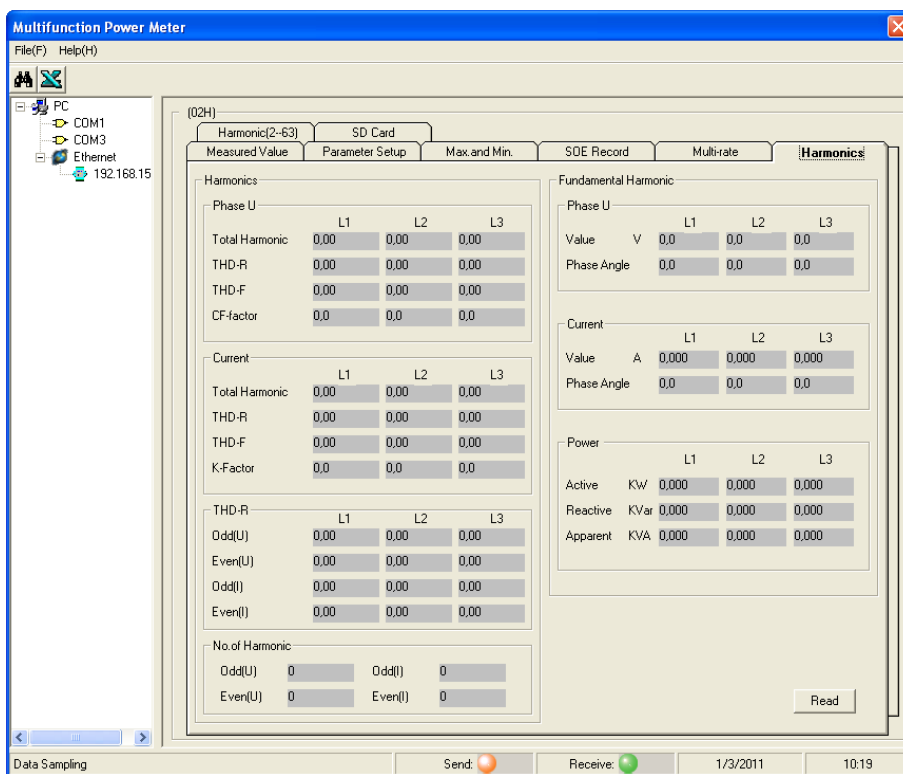 Multifunction Power Meter
File(F) Help(H)
PC
COM1
COM3
Ethernet
192.168.15
(02H)
Harmonic(2--63) SD Card
Measured Value Parameter Setup Max.and Min. SOE Record Multi-rate Harmonics
Harmonics
Phase U
L1 L2 L3
Total Harmonic 0,00 0,00 0,00
THD-R 0,00 0,00 0,00
THD-F 0,00 0,00 0,00
CF-factor 0,0 0,0 0,0
Current
L1 L2 L3
Total Harmonic 0,00 0,00 0,00
THD-R 0,00 0,00 0,00
THD-F 0,00 0,00 0,00
K-Factor 0,0 0,0 0,0
THD-R
L1 L2 L3
Odd(U) 0,00 0,00 0,00
Even(U) 0,00 0,00 0,00
Odd(I) 0,00 0,00 0,00
Even(I) 0,00 0,00 0,00
No.of Harmonic
Odd(U) 0 Odd(I) 0
Even(U) 0 Even(I) 0
Fundamental Harmonic
Phase U
L1 L2 L3
Value V 0,0 0,0 0,0
Phase Angle 0,0 0,0 0,0
Current
L1 L2 L3
Value A 0,000 0,000 0,000
Phase Angle 0,0 0,0 0,0
Power
L1 L2 L3
Active KW 0,000 0,000 0,000
Reactive KVar 0,000 0,000 0,000
Apparent KVA 0,000 0,000 0,000
Read
Data Sampling Send: Receive: 1/3/2011 10:19